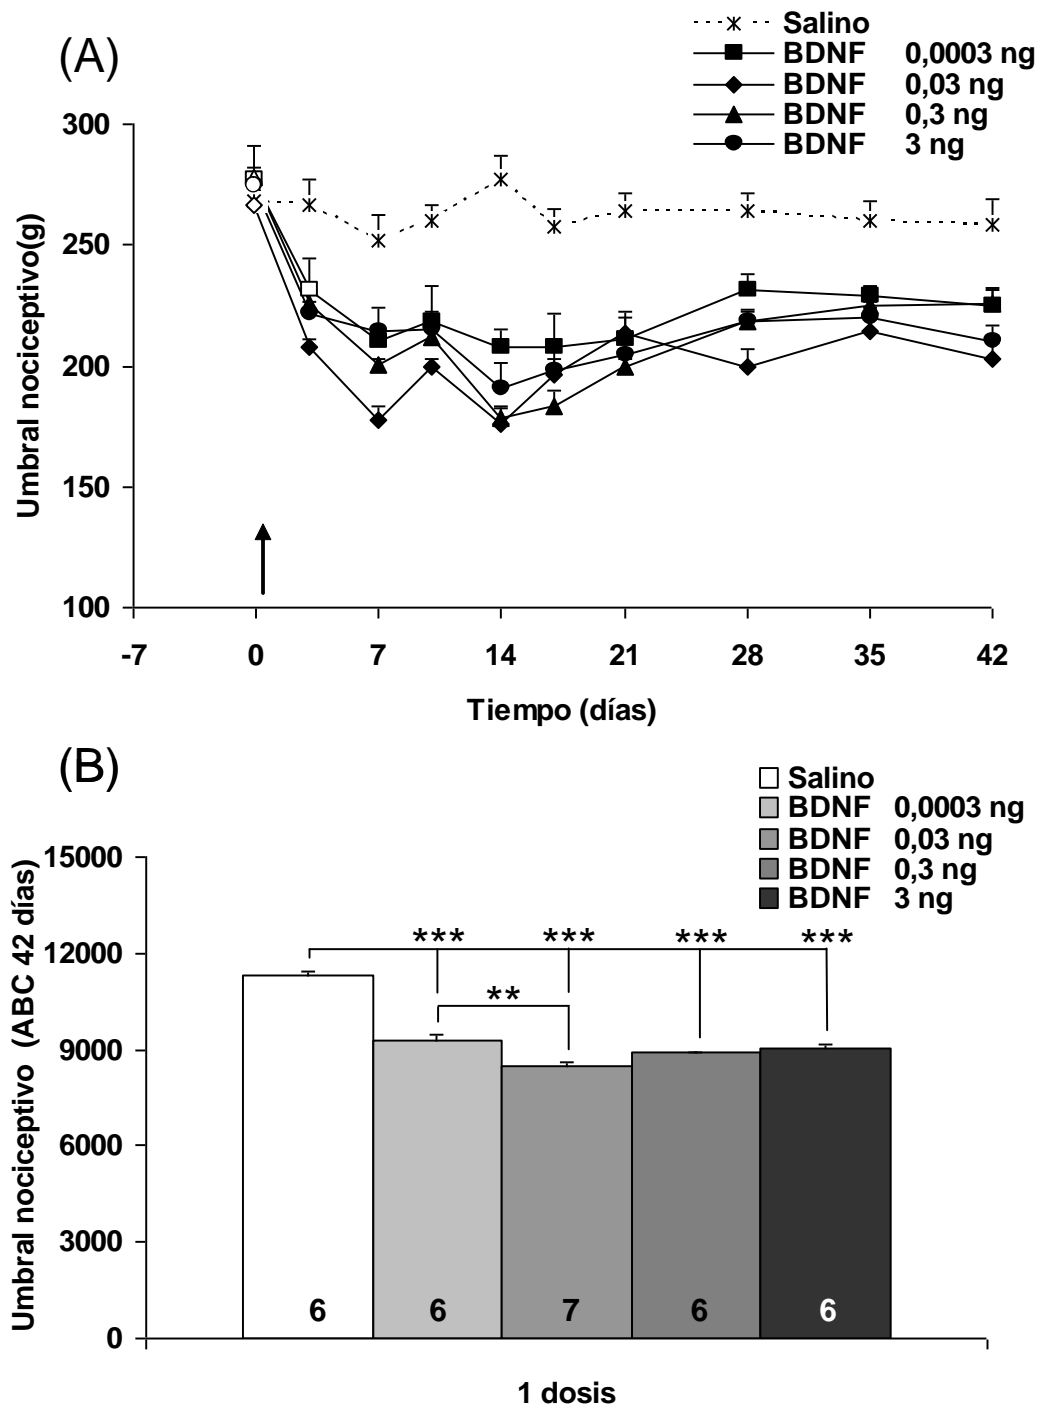 (A)
Salino
BDNF 0,0003 ng
BDNF 0,03 ng
BDNF 0,3 ng
BDNF 3 ng
Umbral nociceptivo(g)
300
250
200
150
100
-7 0 7 14 21 28 35 42
Tiempo (días)
(B)
Salino
BDNF 0,0003 ng
BDNF 0,03 ng
BDNF 0,3 ng
BDNF 3 ng
Umbral nociceptivo (ABC 42 días)
15000
12000
9000
6000
3000
0
*** *** *** ***
**
6 6 7 6 6
1 dosis